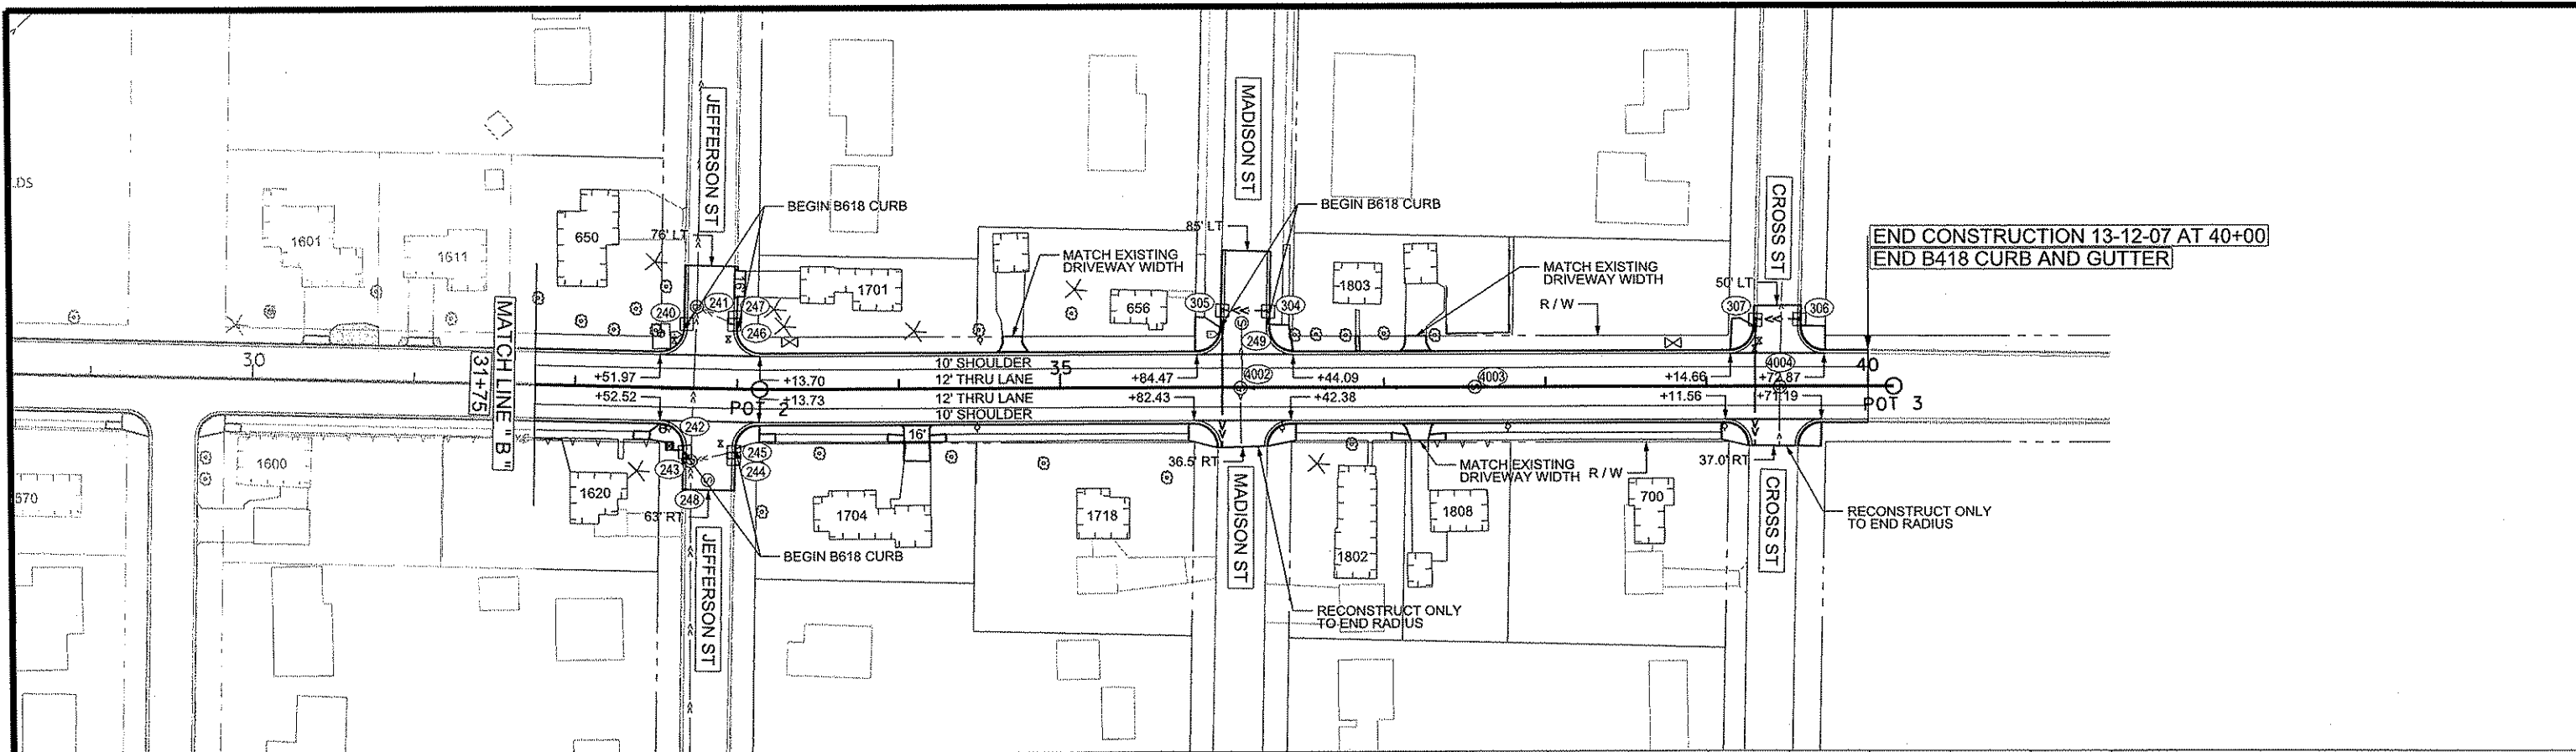 DS
1601
1611
650
JEFFERSON ST
76' LT
BEGIN B618 CURB
240
241
247
246
16'
1701
MATCH EXISTING
DRIVEWAY WIDTH
656
MADISON ST
85' LT
BEGIN B618 CURB
305
304
249
1803
MATCH EXISTING
DRIVEWAY WIDTH
R / W
CROSS ST
50' LT
307
306
END CONSTRUCTION 13-12-07 AT 40+00
END B418 CURB AND GUTTER
MATCH LINE "B"
31+75
30
35
40
10' SHOULDER
12' THRU LANE
12' THRU LANE
10' SHOULDER
+51.97
+13.70
+84.47
4002
+44.09
4003
+14.66
4004
+72.87
+52.52
+13.73
POT 2
+82.43
+42.38
+11.56
+71.19
POT 3
242
243
245
244
248
63' RT
16'
36.5' RT
37.0' RT
1600
670
1620
1704
1718
1802
1808
700
MATCH EXISTING
DRIVEWAY WIDTH
R / W
JEFFERSON ST
BEGIN B618 CURB
MADISON ST
RECONSTRUCT ONLY
TO END RADIUS
CROSS ST
RECONSTRUCT ONLY
TO END RADIUS